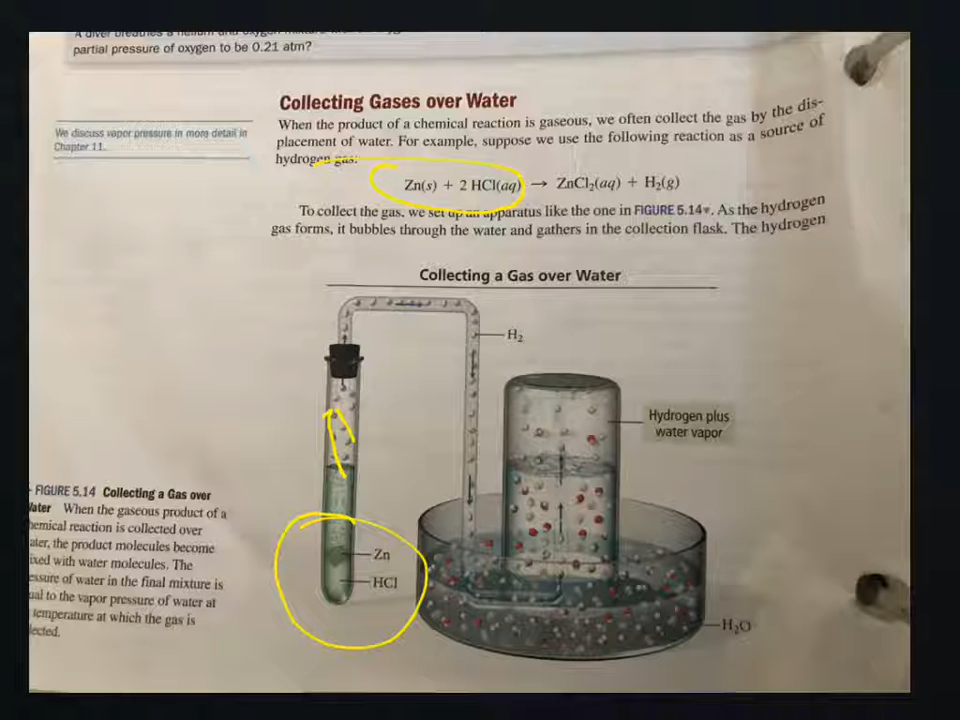 partial pressure of oxygen to be 0.21 atm?
Collecting Gases over Water
When the product of a chemical reaction is gaseous, we often collect the gas by the dis-
placement of water. For example, suppose we use the following reaction as a source of
hydrogen gas:
We discuss vapor pressure in more detail in
Chapter 11.
Zn(s) + 2 HCl(aq) → ZnCl₂(aq) + H₂(g)
To collect the gas, we set up an apparatus like the one in FIGURE 5.14▼. As the hydrogen
gas forms, it bubbles through the water and gathers in the collection flask. The hydrogen
Collecting a Gas over Water
H₂
Hydrogen plus
water vapor
Zn
HCl
H₂O
FIGURE 5.14 Collecting a Gas over
When the gaseous product of a
reaction is collected over
the product molecules become
with water molecules. The
of water in the final mixture is
to the vapor pressure of water at
temperature at which the gas is